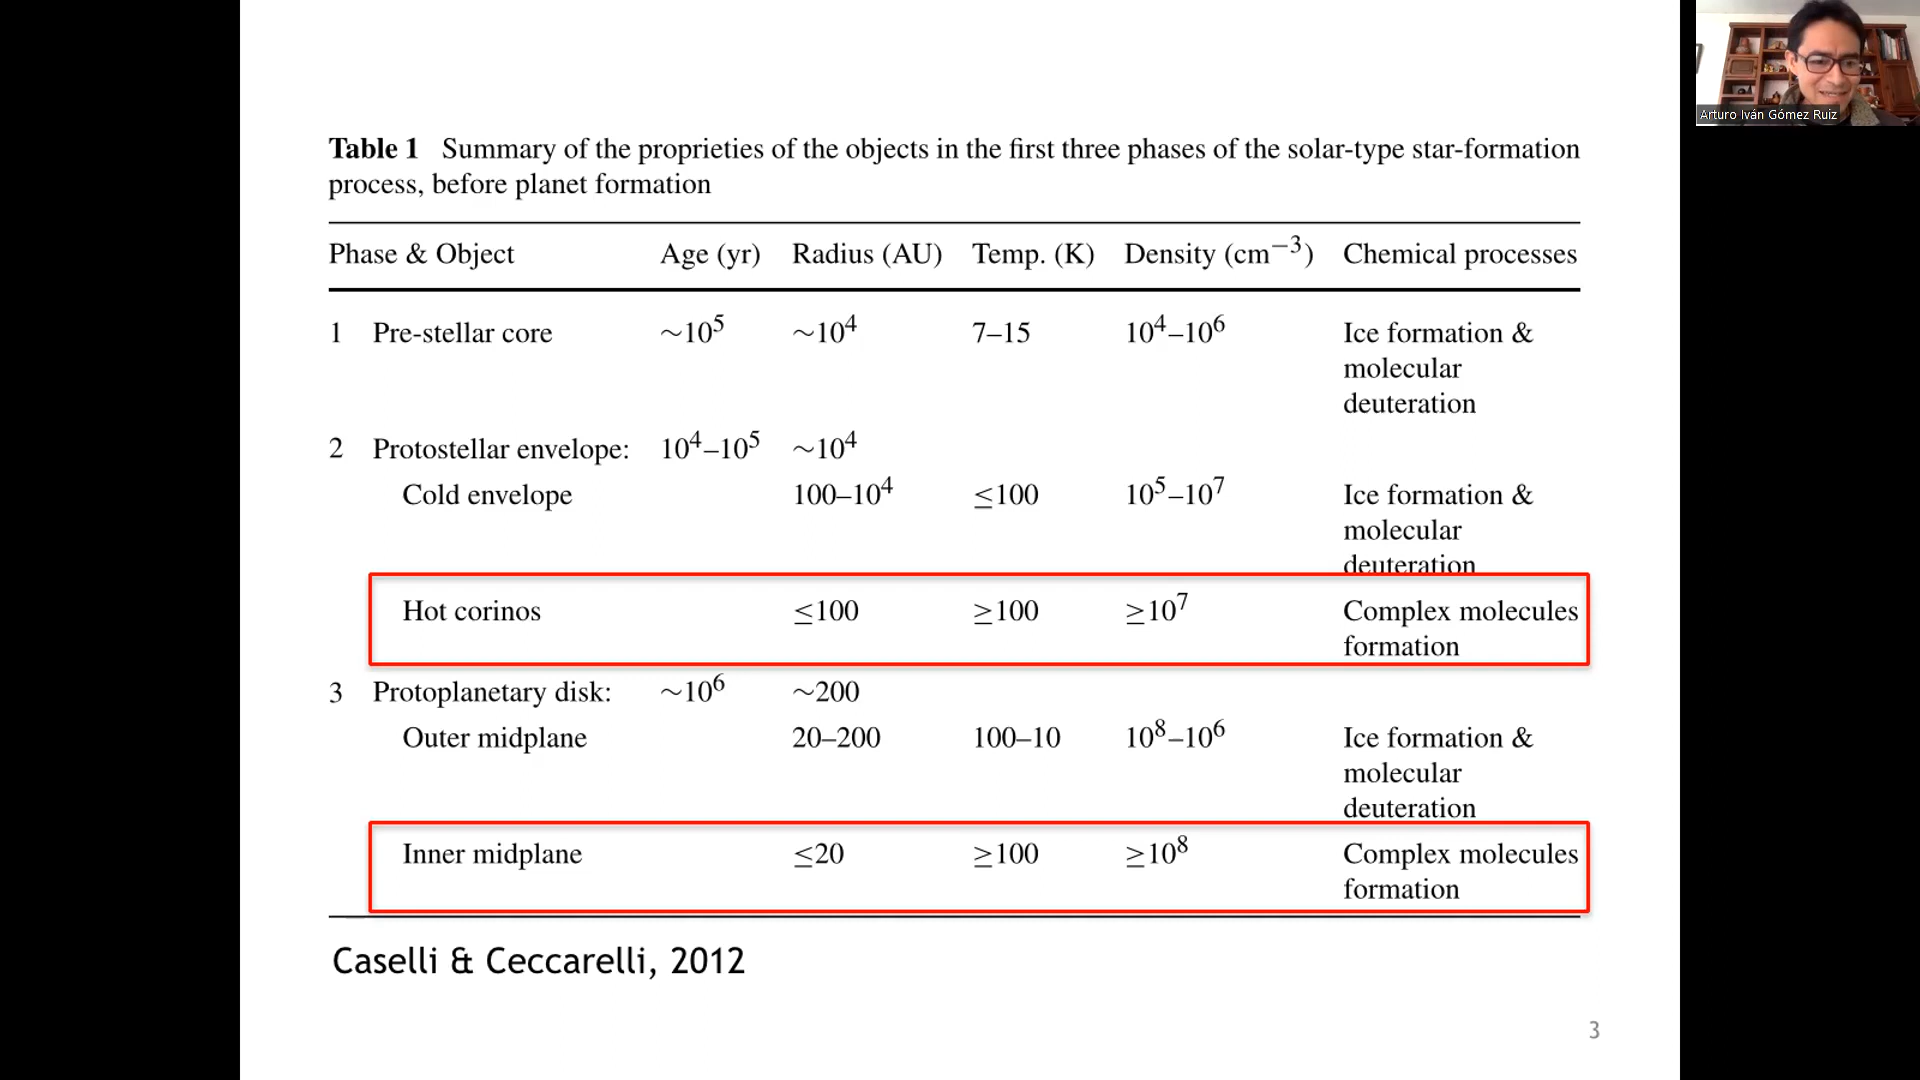 Arturo Iván Gómez Ruiz
Table 1 Summary of the proprieties of the objects in the first three phases of the solar-type star-formation
process, before planet formation
Phase & Object Age (yr) Radius (AU) Temp. (K) Density (cm⁻³) Chemical processes
1 Pre-stellar core ∼10⁵ ∼10⁴ 7–15 10⁴–10⁶ Ice formation &
molecular
deuteration
2 Protostellar envelope: 10⁴–10⁵ ∼10⁴
Cold envelope 100–10⁴ ≤100 10⁵–10⁷ Ice formation &
molecular
deuteration
Hot corinos ≤100 ≥100 ≥10⁷ Complex molecules
formation
3 Protoplanetary disk: ∼10⁶ ∼200
Outer midplane 20–200 100–10 10⁸–10⁶ Ice formation &
molecular
deuteration
Inner midplane ≤20 ≥100 ≥10⁸ Complex molecules
formation
Caselli & Ceccarelli, 2012
3